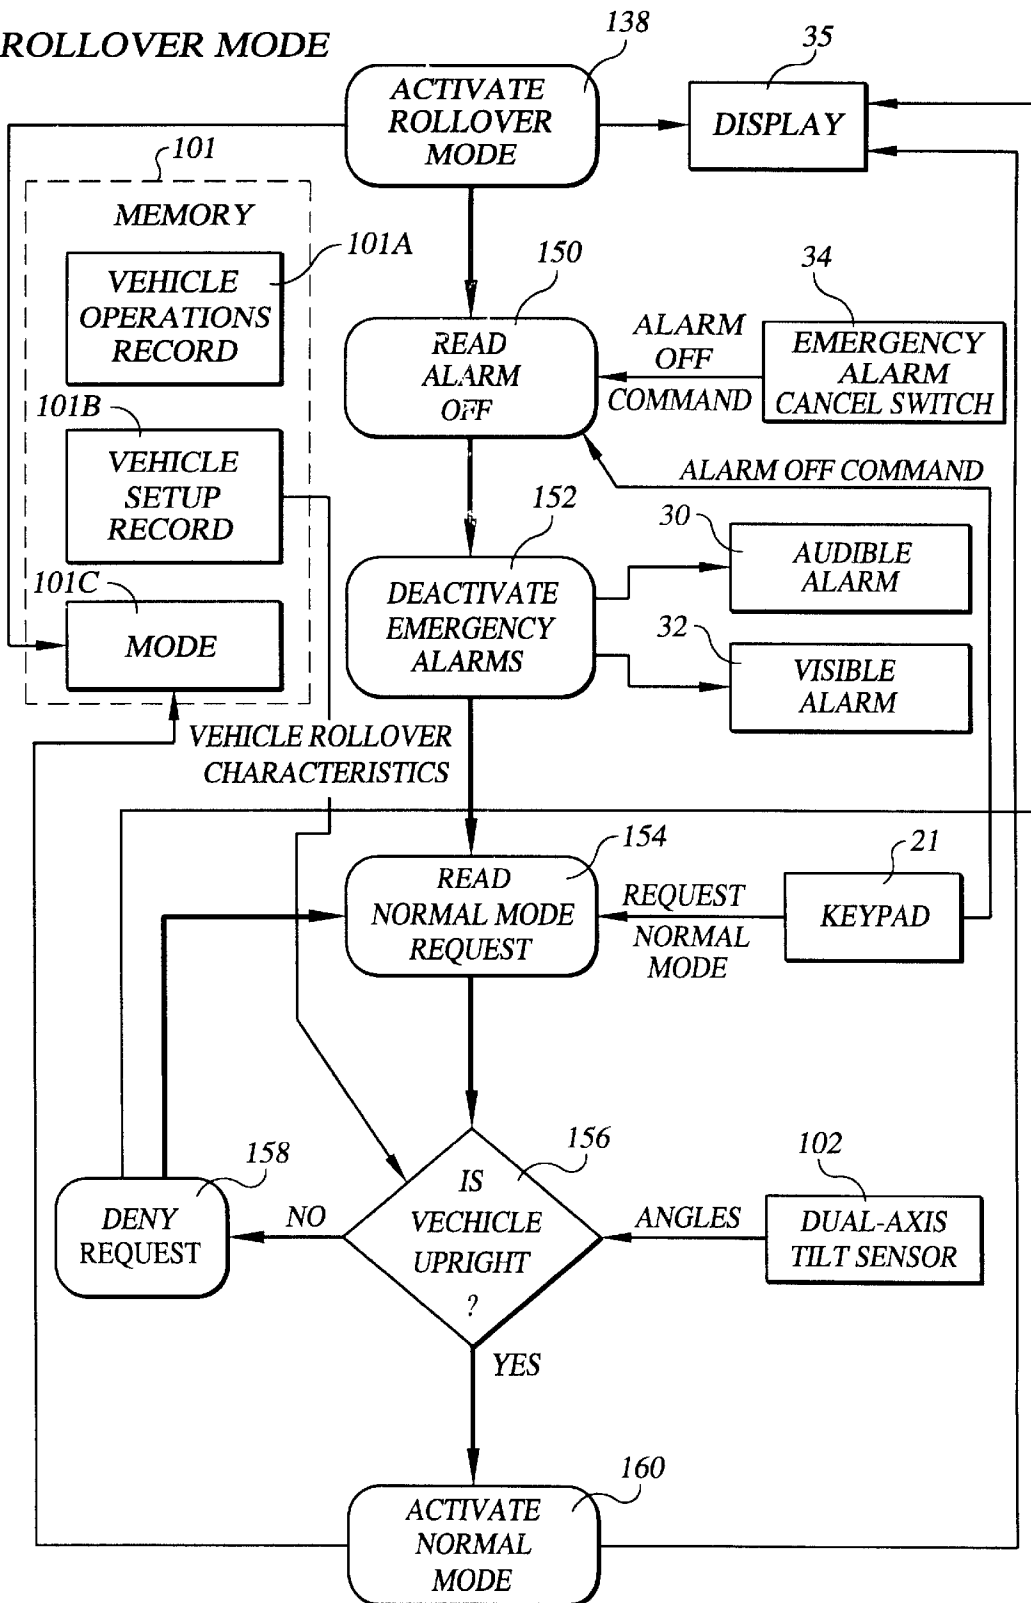 ROLLOVER MODE
138
35
ACTIVATE
ROLLOVER
MODE
DISPLAY
101
MEMORY
101A
VEHICLE
OPERATIONS
RECORD
150
34
READ
ALARM
OFF
ALARM
OFF
COMMAND
EMERGENCY
ALARM
CANCEL SWITCH
101B
VEHICLE
SETUP
RECORD
ALARM OFF COMMAND
152
30
AUDIBLE
ALARM
101C
MODE
DEACTIVATE
EMERGENCY
ALARMS
32
VISIBLE
ALARM
VEHICLE ROLLOVER
CHARACTERISTICS
154
21
READ
NORMAL MODE
REQUEST
REQUEST
NORMAL
MODE
KEYPAD
158
156
102
DENY
REQUEST
NO
IS
VECHICLE
UPRIGHT
?
ANGLES
DUAL-AXIS
TILT SENSOR
YES
160
ACTIVATE
NORMAL
MODE